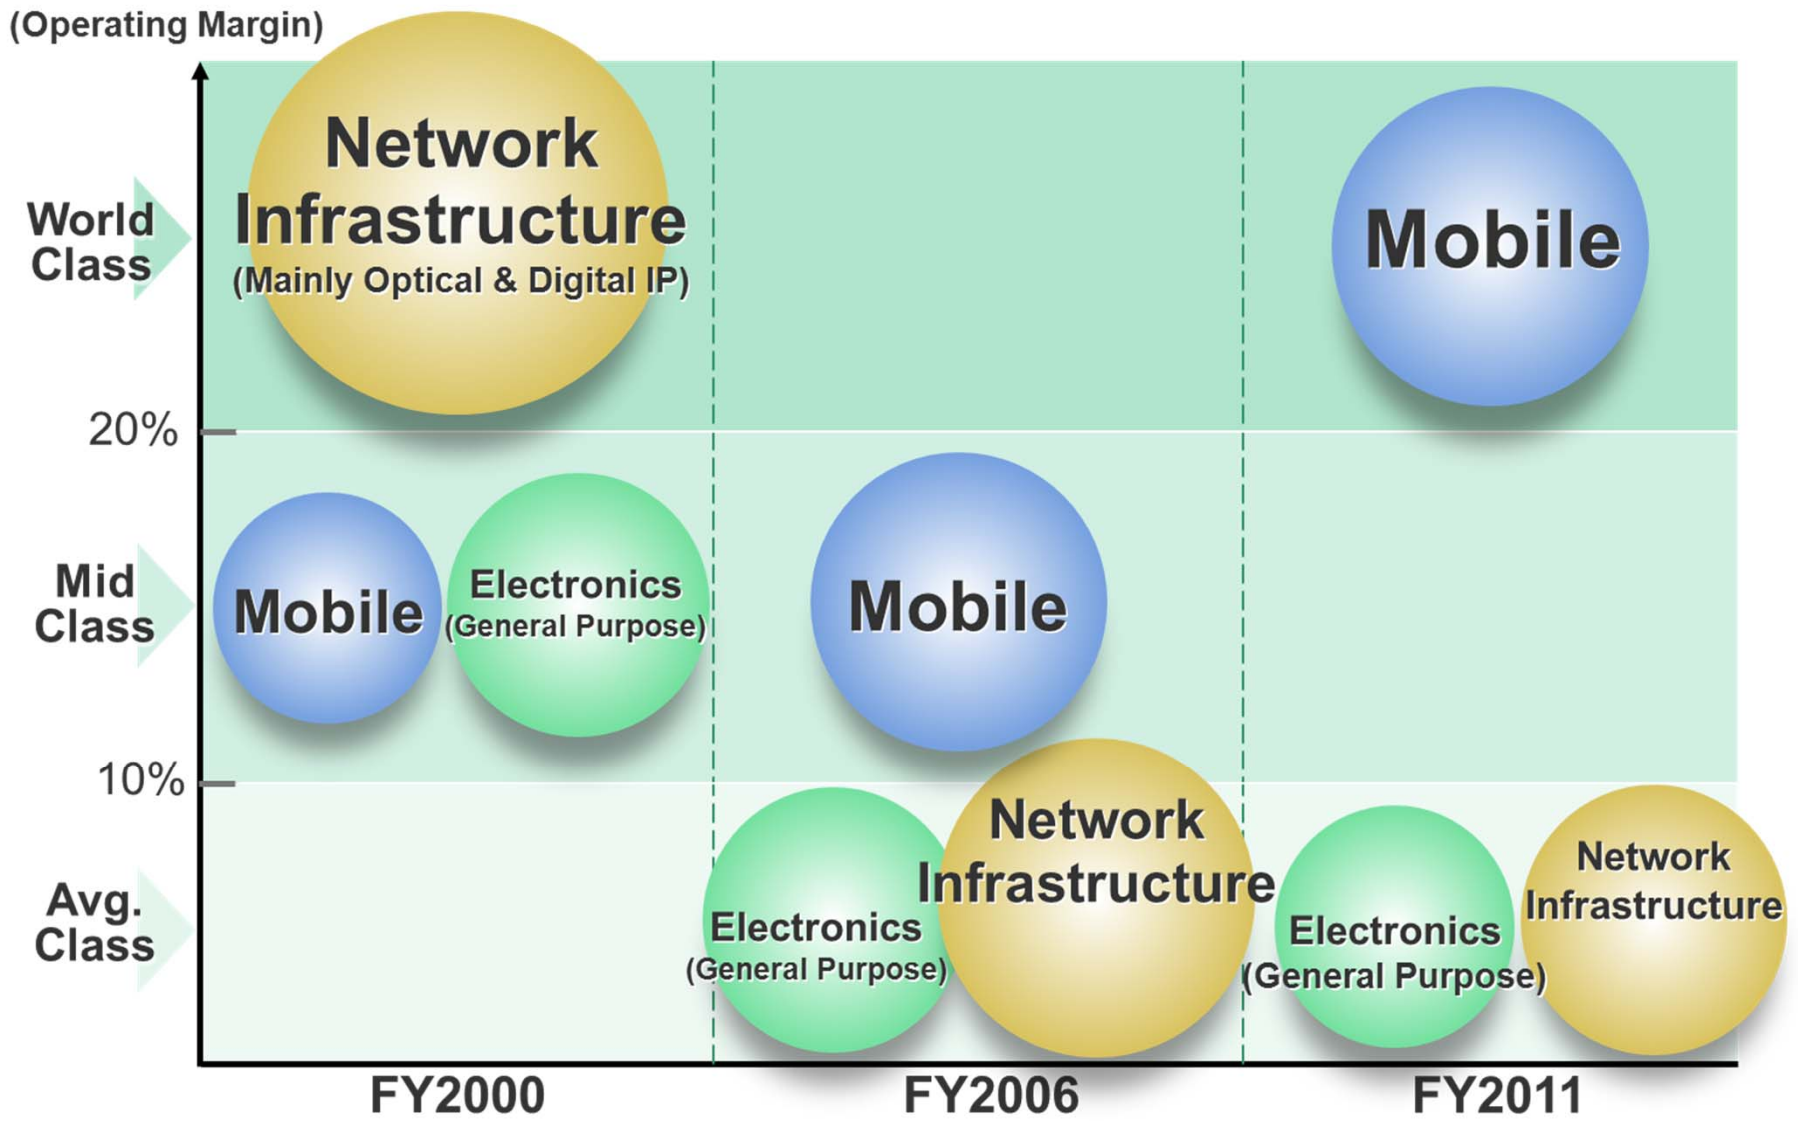 (Operating Margin)
World
Class
20%
Mid
Class
10%
Avg.
Class
Network
Infrastructure
(Mainly Optical & Digital IP)
Mobile
Electronics
(General Purpose)
Mobile
Electronics
(General Purpose)
Network
Infrastructure
Mobile
Electronics
(General Purpose)
Network
Infrastructure
FY2000
FY2006
FY2011